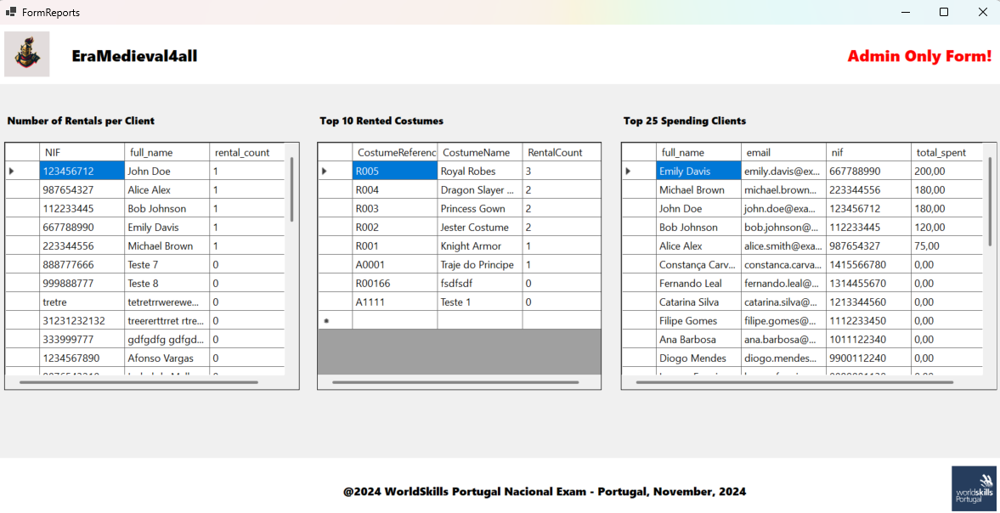 FormReports
EraMedieval4all
Admin Only Form!
Number of Rentals per Client
NIF full_name rental_count
123456712 John Doe 1
987654327 Alice Alex 1
112233445 Bob Johnson 1
667788990 Emily Davis 1
223344556 Michael Brown 1
888777666 Teste 7 0
999888777 Teste 8 0
tretre tetretrrwerewe... 0
31231232132 treererttrret rtre... 0
333999777 gdfgdfg gdfgd... 0
1234567890 Afonso Vargas 0
Top 10 Rented Costumes
CostumeReferenc CostumeName RentalCount
R005 Royal Robes 3
R004 Dragon Slayer ... 2
R003 Princess Gown 2
R002 Jester Costume 2
R001 Knight Armor 1
A0001 Traje do Principe 1
R00166 fsdfsdf 0
A1111 Teste 1 0
Top 25 Spending Clients
full_name email nif total_spent
Emily Davis emily.davis@ex... 667788990 200,00
Michael Brown michael.brown... 223344556 180,00
John Doe john.doe@exa... 123456712 180,00
Bob Johnson bob.johnson@... 112233445 120,00
Alice Alex alice.smith@exa... 987654327 75,00
Constança Carv... constanca.carva... 1415566780 0,00
Fernando Leal fernando.leal@... 1314455670 0,00
Catarina Silva catarina.silva@... 1213344560 0,00
Filipe Gomes filipe.gomes@... 1112233450 0,00
Ana Barbosa ana.barbosa@... 1011122340 0,00
Diogo Mendes diogo.mendes... 9900112240 0,00
@2024 WorldSkills Portugal Nacional Exam - Portugal, November, 2024
worldskills
Portugal